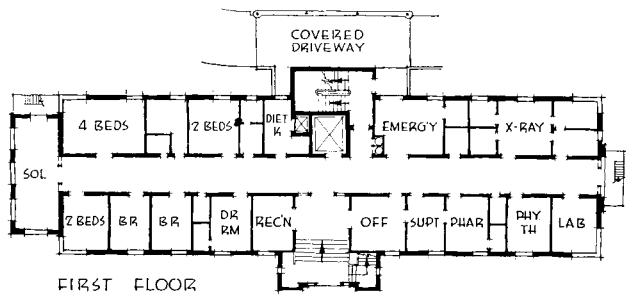 COVERED
DRIVEWAY
4 BEDS
2 BEDS
DIET
K
EMERG'Y
X-RAY
SOL
2 BEDS
BR
BR
DR
RM
REC'N
OFF
SUPT
PHAR
PHY
TH
LAB
FIRST FLOOR